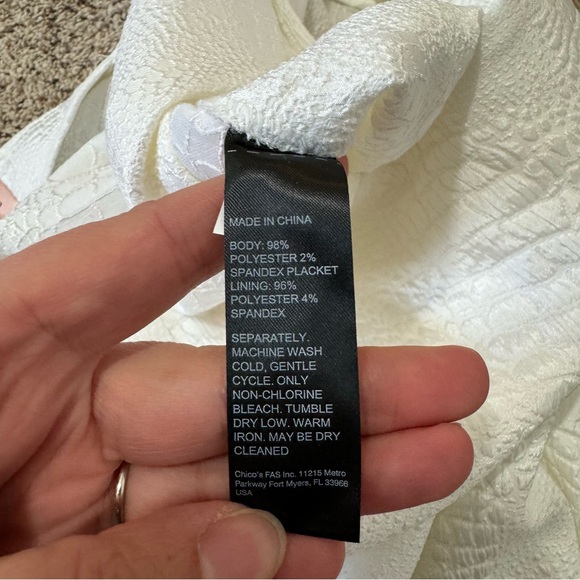 MADE IN CHINA
BODY: 98%
POLYESTER 2%
SPANDEX PLACKET
LINING: 96%
POLYESTER 4%
SPANDEX
SEPARATELY.
MACHINE WASH
COLD, GENTLE
CYCLE. ONLY
NON-CHLORINE
BLEACH. TUMBLE
DRY LOW. WARM
IRON. MAY BE DRY
CLEANED
Chico's FAS Inc. 11215 Metro
Parkway Fort Myers, FL 33966
USA